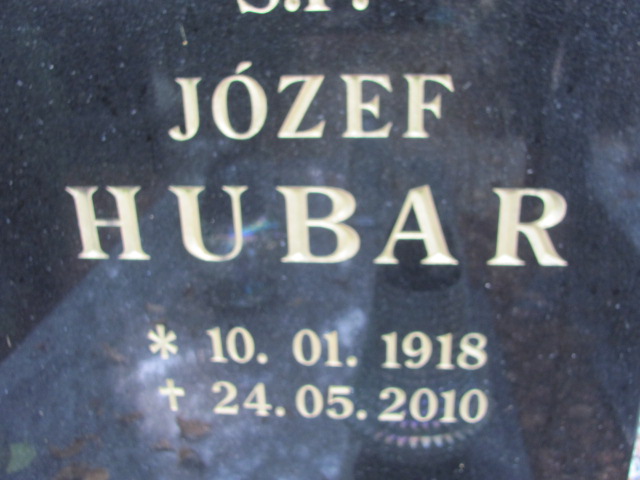 Ś.P.
JÓZEF
HUBAR
* 10. 01. 1918
† 24. 05. 2010